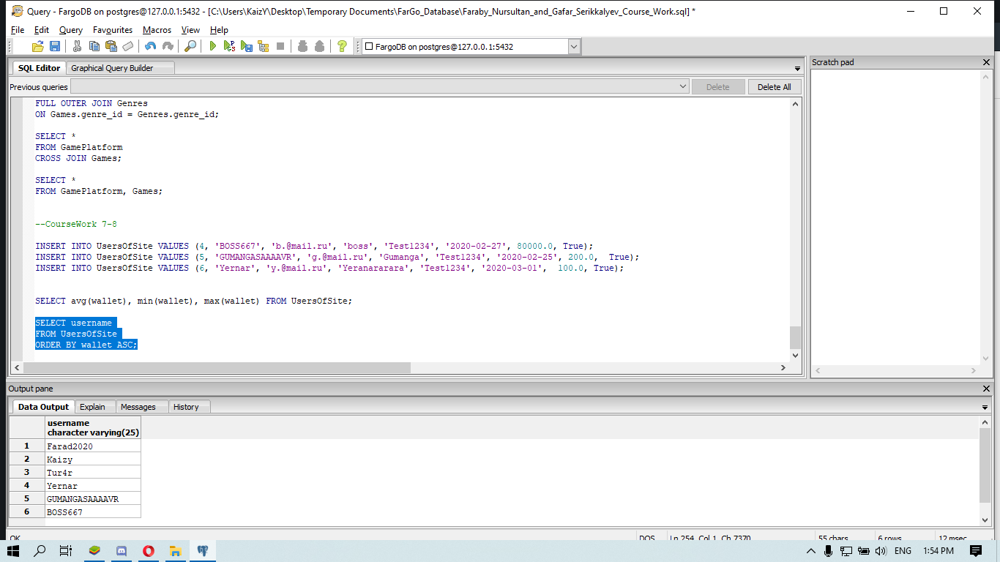 Query - FargoDB on postgres@127.0.0.1:5432 - [C:\Users\KaizY\Desktop\Temporary Documents\FarGo_Database\Faraby_Nursultan_and_Gafar_Serikkalyev_Course_Work.sql] *
File Edit Query Favourites Macros View Help
FargoDB on postgres@127.0.0.1:5432
SQL Editor Graphical Query Builder
Scratch pad
Previous queries Delete Delete All
FULL OUTER JOIN Genres
ON Games.genre_id = Genres.genre_id;
SELECT *
FROM GamePlatform
CROSS JOIN Games;
SELECT *
FROM GamePlatform, Games;
--CourseWork 7-8
INSERT INTO UsersOfSite VALUES (4, 'BOSS667', 'b.@mail.ru', 'boss', 'Test1234', '2020-02-27', 80000.0, True);
INSERT INTO UsersOfSite VALUES (5, 'GUMANGASAAAAVR', 'g.@mail.ru', 'Gumanga', 'Test1234', '2020-02-25', 200.0,  True);
INSERT INTO UsersOfSite VALUES (6, 'Yernar', 'y.@mail.ru', 'Yeranararara', 'Test1234', '2020-03-01',  100.0, True);
SELECT avg(wallet), min(wallet), max(wallet) FROM UsersOfSite;
SELECT username
FROM UsersOfSite
ORDER BY wallet ASC;
Output pane
Data Output Explain Messages History
username
character varying(25)
1 Farad2020
2 Kaizy
3 Tur4r
4 Yernar
5 GUMANGASAAAAVR
6 BOSS667
OK DOS Ln 254, Col 1, Ch 7370 55 chars 6 rows 12 msec
ENG 1:54 PM